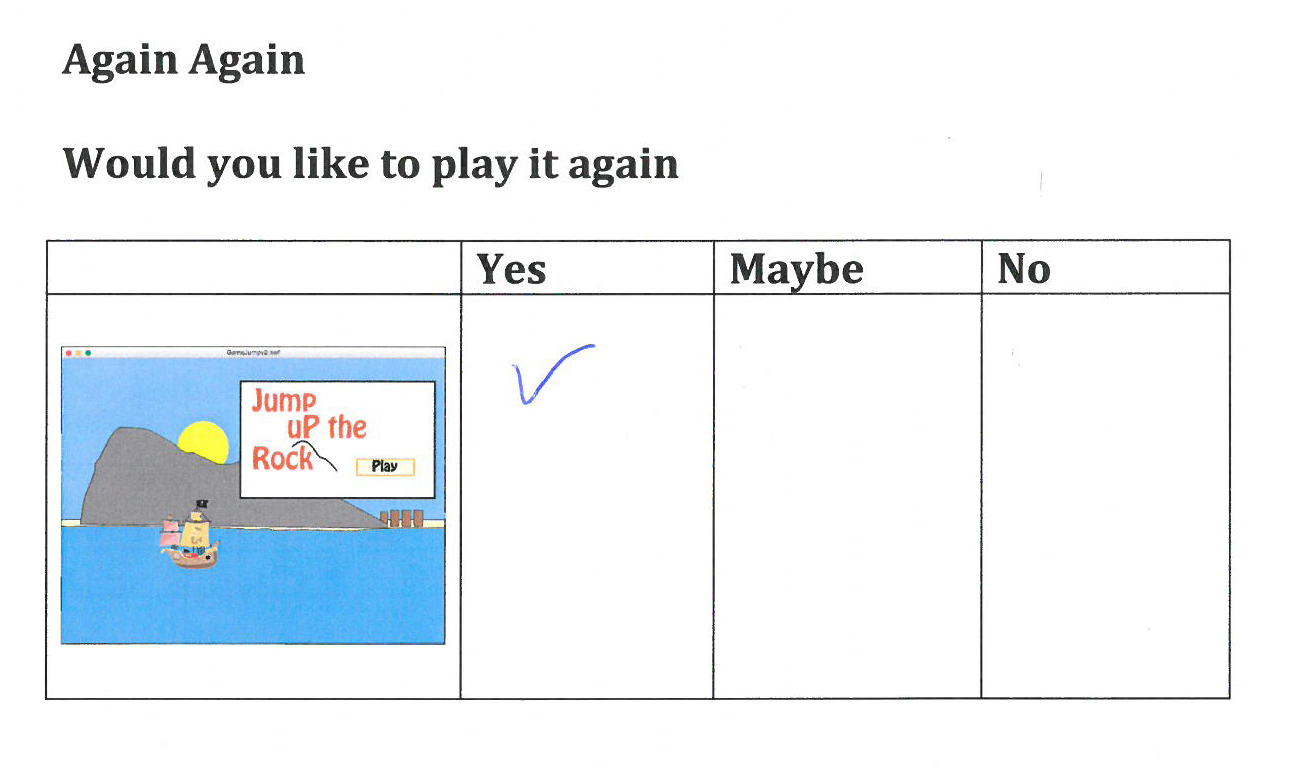 Again Again
Would you like to play it again
Yes Maybe No
GameJumpv2.swf
Jump
uP the
Rock
Play